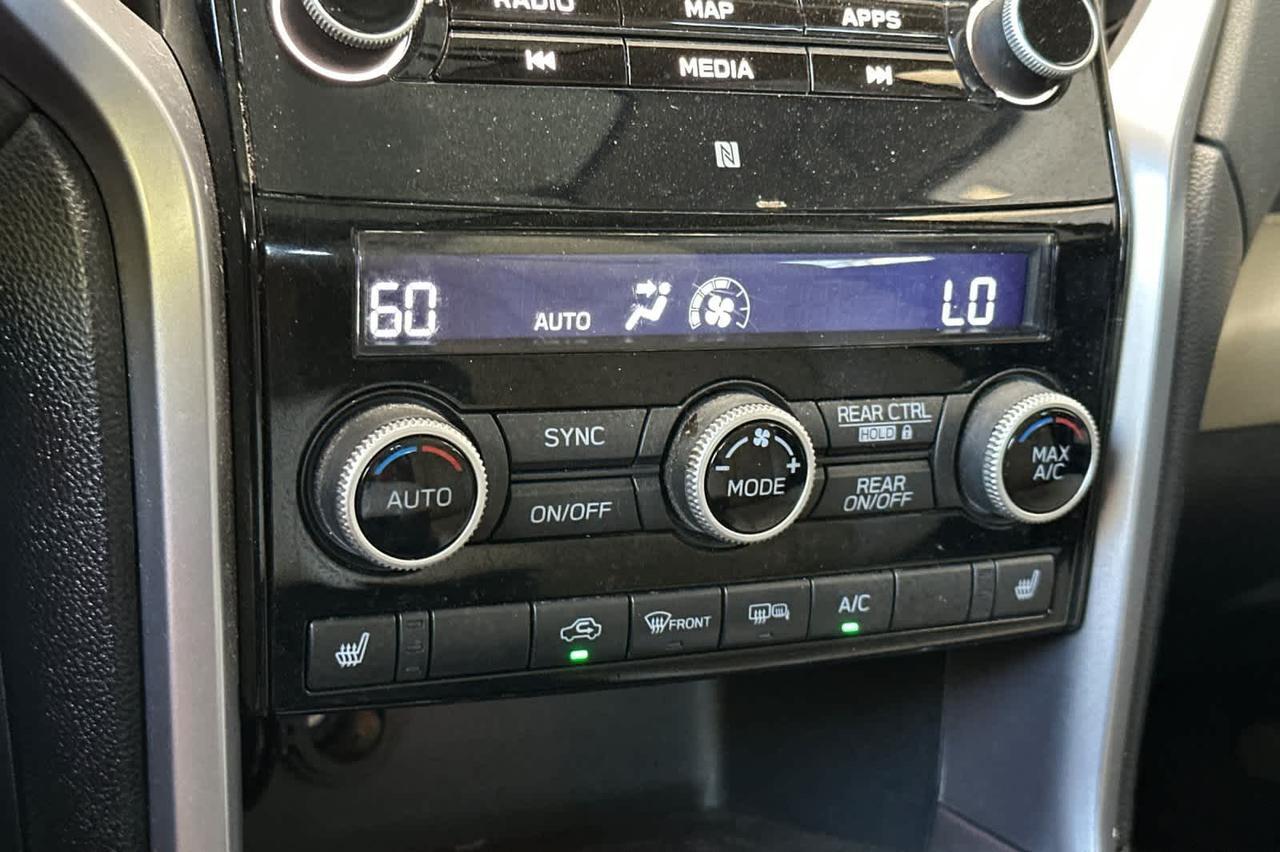 RADIO
MAP
APPS
MEDIA
60
AUTO
LO
SYNC
ON/OFF
AUTO
MODE
REAR CTRL
HOLD
REAR
ON/OFF
MAX
A/C
FRONT
A/C